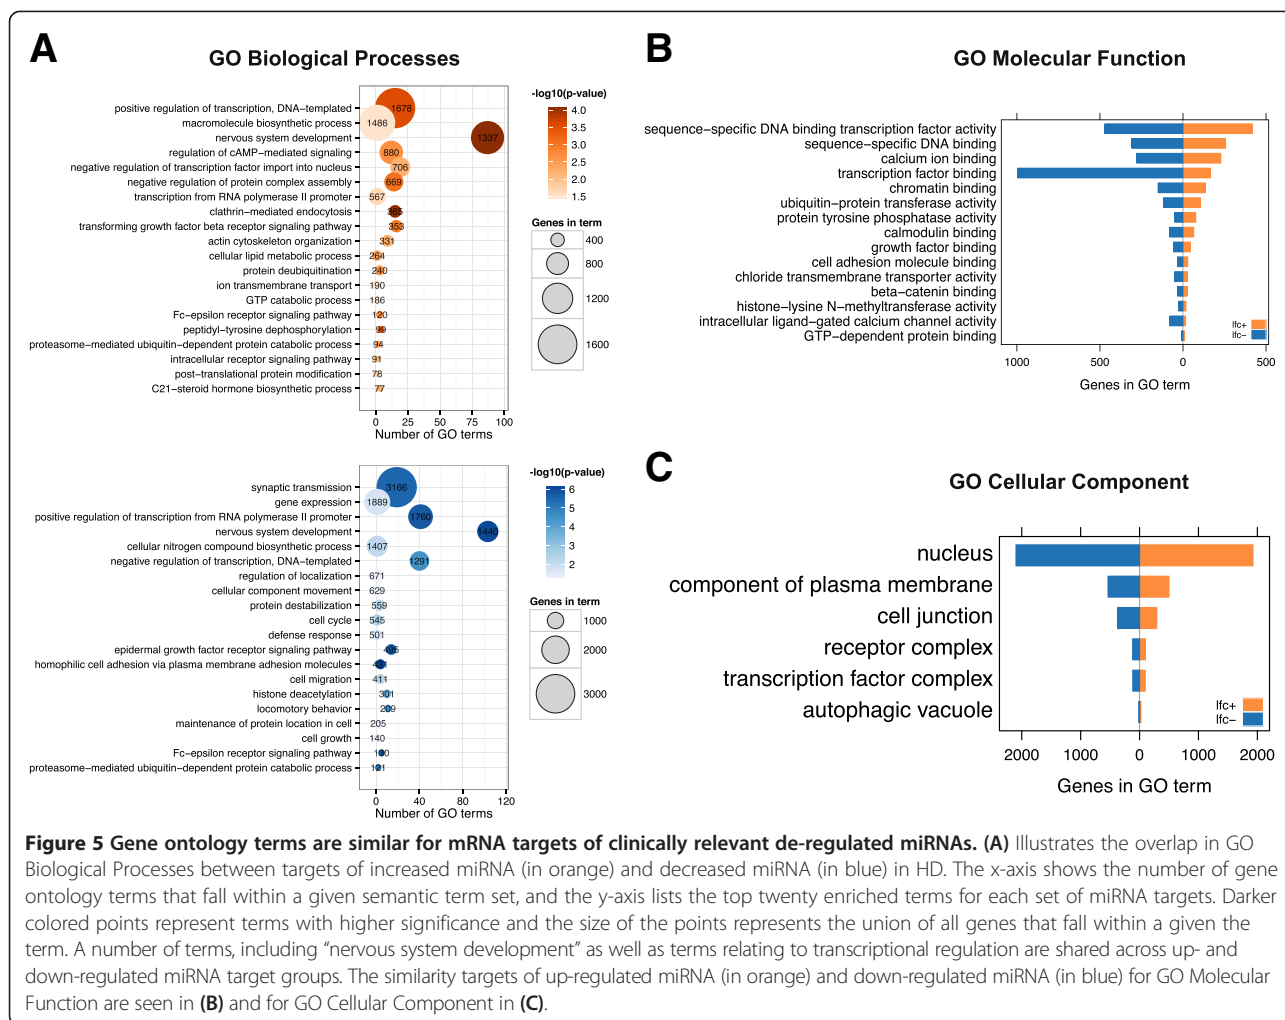 A
GO Biological Processes
positive regulation of transcription, DNA−templated
macromolecule biosynthetic process
nervous system development
regulation of cAMP−mediated signaling
negative regulation of transcription factor import into nucleus
negative regulation of protein complex assembly
transcription from RNA polymerase II promoter
clathrin−mediated endocytosis
transforming growth factor beta receptor signaling pathway
actin cytoskeleton organization
cellular lipid metabolic process
protein deubiquitination
ion transmembrane transport
GTP catabolic process
Fc−epsilon receptor signaling pathway
peptidyl−tyrosine dephosphorylation
proteasome−mediated ubiquitin−dependent protein catabolic process
intracellular receptor signaling pathway
post−translational protein modification
C21−steroid hormone biosynthetic process
1678
1486
1337
880
706
669
567
365
353
331
264
240
190
186
120
99
94
91
78
77
0 25 50 75 100
Number of GO terms
-log10(p-value)
4.0
3.5
3.0
2.5
2.0
1.5
Genes in term
400
800
1200
1600
synaptic transmission
gene expression
positive regulation of transcription from RNA polymerase II promoter
nervous system development
cellular nitrogen compound biosynthetic process
negative regulation of transcription, DNA−templated
regulation of localization
cellular component movement
protein destabilization
cell cycle
defense response
epidermal growth factor receptor signaling pathway
homophilic cell adhesion via plasma membrane adhesion molecules
cell migration
histone deacetylation
locomotory behavior
maintenance of protein location in cell
cell growth
Fc−epsilon receptor signaling pathway
proteasome−mediated ubiquitin−dependent protein catabolic process
3166
1889
1760
1440
1407
1291
671
629
559
545
501
495
411
301
209
205
140
130
121
0 40 80 120
Number of GO terms
-log10(p-value)
6
5
4
3
2
Genes in term
1000
2000
3000
B
GO Molecular Function
sequence−specific DNA binding transcription factor activity
sequence−specific DNA binding
calcium ion binding
transcription factor binding
chromatin binding
ubiquitin−protein transferase activity
protein tyrosine phosphatase activity
calmodulin binding
growth factor binding
cell adhesion molecule binding
chloride transmembrane transporter activity
beta−catenin binding
histone−lysine N−methyltransferase activity
intracellular ligand−gated calcium channel activity
GTP−dependent protein binding
lfc+
lfc−
1000 500 0 500
Genes in GO term
C
GO Cellular Component
nucleus
component of plasma membrane
cell junction
receptor complex
transcription factor complex
autophagic vacuole
lfc+
lfc−
2000 1000 0 1000 2000
Genes in GO term
Figure 5 Gene ontology terms are similar for mRNA targets of clinically relevant de-regulated miRNAs. (A) Illustrates the overlap in GO
Biological Processes between targets of increased miRNA (in orange) and decreased miRNA (in blue) in HD. The x-axis shows the number of gene
ontology terms that fall within a given semantic term set, and the y-axis lists the top twenty enriched terms for each set of miRNA targets. Darker
colored points represent terms with higher significance and the size of the points represents the union of all genes that fall within a given the
term. A number of terms, including “nervous system development” as well as terms relating to transcriptional regulation are shared across up- and
down-regulated miRNA target groups. The similarity targets of up-regulated miRNA (in orange) and down-regulated miRNA (in blue) for GO Molecular
Function are seen in (B) and for GO Cellular Component in (C).